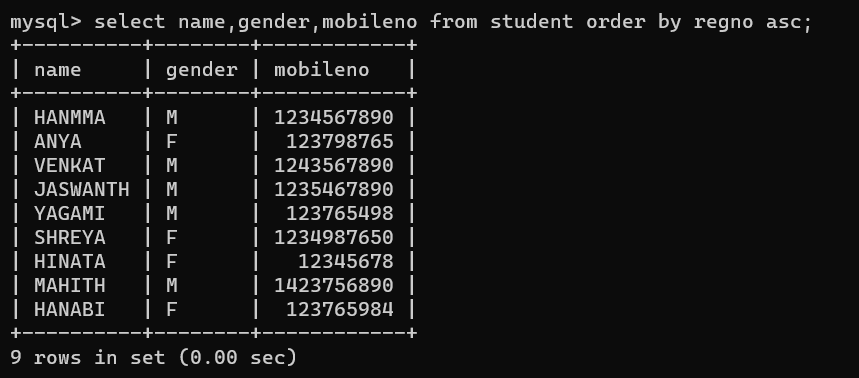 mysql> select name,gender,mobileno from student order by regno asc;
+----------+--------+------------+
| name     | gender | mobileno   |
+----------+--------+------------+
| HANMMA   | M      | 1234567890 |
| ANYA     | F      |  123798765 |
| VENKAT   | M      | 1243567890 |
| JASWANTH | M      | 1235467890 |
| YAGAMI   | M      |  123765498 |
| SHREYA   | F      | 1234987650 |
| HINATA   | F      |   12345678 |
| MAHITH   | M      | 1423756890 |
| HANABI   | F      |  123765984 |
+----------+--------+------------+
9 rows in set (0.00 sec)